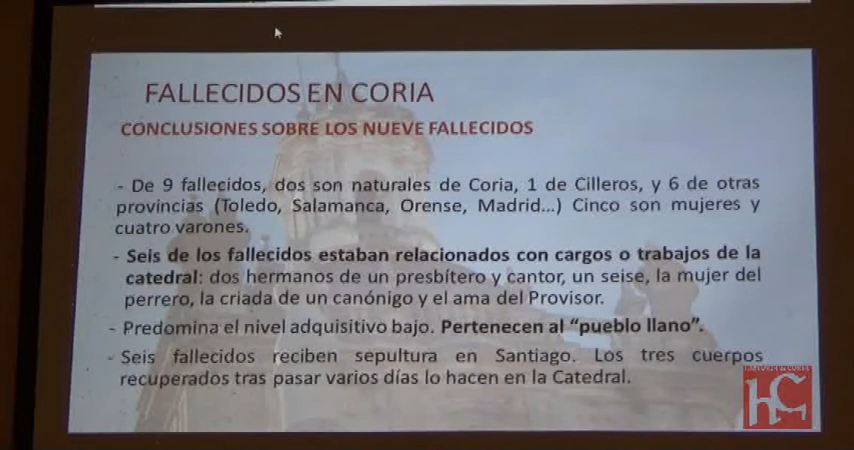 FALLECIDOS EN CORIA
CONCLUSIONES SOBRE LOS NUEVE FALLECIDOS
- De 9 fallecidos, dos son naturales de Coria, 1 de Cilleros, y 6 de otras
provincias (Toledo, Salamanca, Orense, Madrid...) Cinco son mujeres y
cuatro varones.
- Seis de los fallecidos estaban relacionados con cargos o trabajos de la
catedral: dos hermanos de un presbítero y cantor, un seise, la mujer del
perrero, la criada de un canónigo y el ama del Provisor.
- Predomina el nivel adquisitivo bajo. Pertenecen al “pueblo llano”.
- Seis fallecidos reciben sepultura en Santiago. Los tres cuerpos
recuperados tras pasar varios días lo hacen en la Catedral.
HC